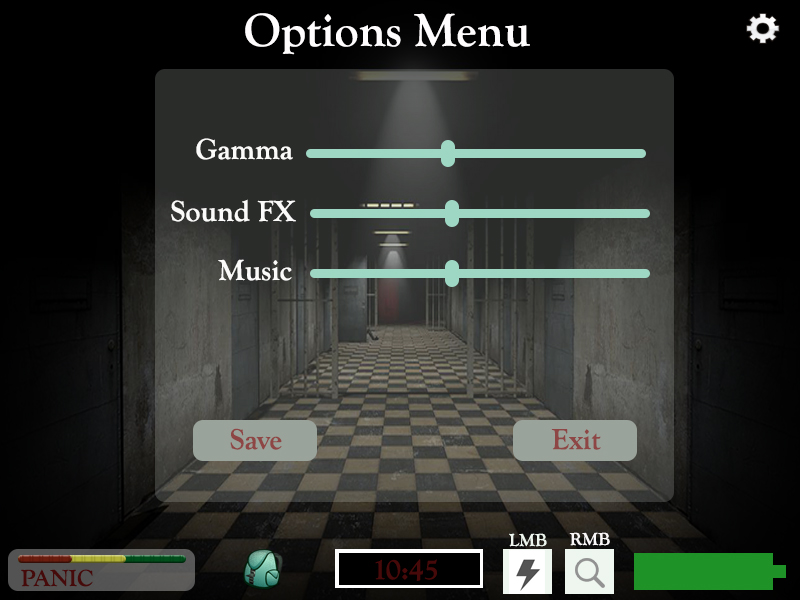 Options Menu
Gamma
Sound FX
Music
Save
Exit
LMB
RMB
PANIC
10:45